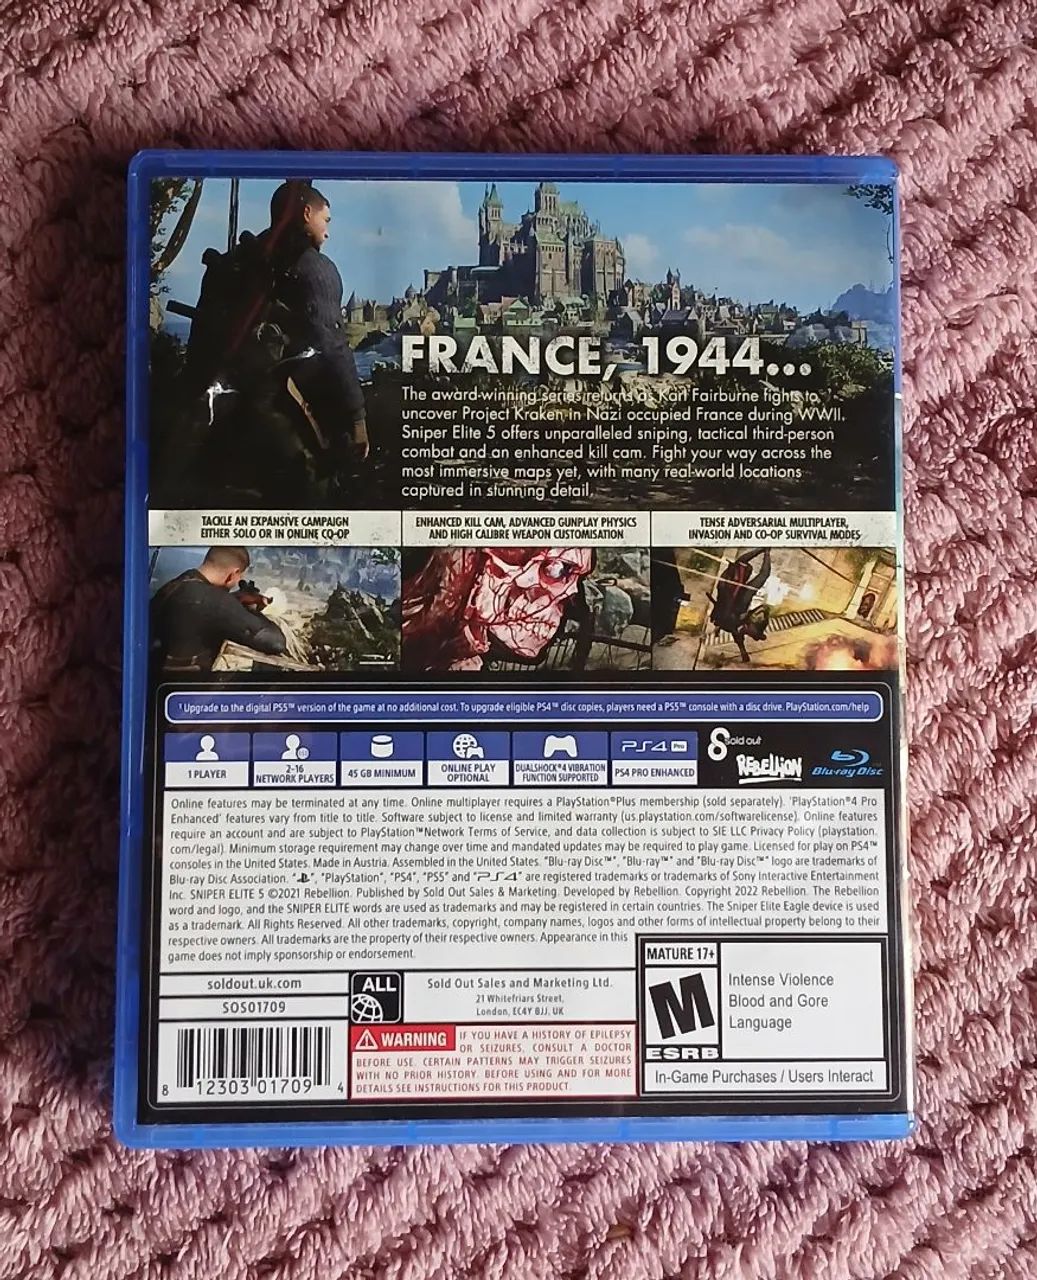 FRANCE, 1944...
The award-winning series returns as Karl Fairburne fights to
uncover Project Kraken in Nazi occupied France during WWII.
Sniper Elite 5 offers unparalleled sniping, tactical third-person
combat and an enhanced kill cam. Fight your way across the
most immersive maps yet, with many real-world locations
captured in stunning detail.
TACKLE AN EXPANSIVE CAMPAIGN
EITHER SOLO OR IN ONLINE CO-OP
ENHANCED KILL CAM, ADVANCED GUNPLAY PHYSICS
AND HIGH CALIBRE WEAPON CUSTOMISATION
TENSE ADVERSARIAL MULTIPLAYER,
INVASION AND CO-OP SURVIVAL MODES
¹ Upgrade to the digital PS5™ version of the game at no additional cost. To upgrade eligible PS4™ disc copies, players need a PS5™ console with a disc drive. PlayStation.com/help
1 PLAYER
2-16
NETWORK PLAYERS
45 GB MINIMUM
ONLINE PLAY
OPTIONAL
DUALSHOCK®4 VIBRATION
FUNCTION SUPPORTED
PS4 Pro
PS4 PRO ENHANCED
Sold out
REBELLION
Blu-ray Disc
Online features may be terminated at any time. Online multiplayer requires a PlayStation®Plus membership (sold separately). 'PlayStation®4 Pro
Enhanced' features vary from title to title. Software subject to license and limited warranty (us.playstation.com/softwarelicense). Online features
require an account and are subject to PlayStation™Network Terms of Service, and data collection is subject to SIE LLC Privacy Policy (playstation.
com/legal). Minimum storage requirement may change over time and mandated updates may be required to play game. Licensed for play on PS4™
consoles in the United States. Made in Austria. Assembled in the United States. "Blu-ray Disc™", "Blu-ray™" and "Blu-ray Disc™" logo are trademarks of
Blu-ray Disc Association. "", "PlayStation", "PS4", "PS5" and "PS4" are registered trademarks or trademarks of Sony Interactive Entertainment
Inc. SNIPER ELITE 5 ©2021 Rebellion. Published by Sold Out Sales & Marketing. Developed by Rebellion. Copyright 2022 Rebellion. The Rebellion
word and logo, and the SNIPER ELITE words are used as trademarks and may be registered in certain countries. The Sniper Elite Eagle device is used
as a trademark. All Rights Reserved. All other trademarks, copyright, company names, logos and other forms of intellectual property belong to their
respective owners. All trademarks are the property of their respective owners. Appearance in this
game does not imply sponsorship or endorsement.
soldout.uk.com
SOS01709
ALL
Sold Out Sales and Marketing Ltd.
21 Whitefriars Street,
London, EC4Y 8JJ, UK
WARNING
IF YOU HAVE A HISTORY OF EPILEPSY
OR SEIZURES, CONSULT A DOCTOR
BEFORE USE. CERTAIN PATTERNS MAY TRIGGER SEIZURES
WITH NO PRIOR HISTORY. BEFORE USING AND FOR MORE
DETAILS SEE INSTRUCTIONS FOR THIS PRODUCT.
8 12303 01709 4
MATURE 17+
M
ESRB
Intense Violence
Blood and Gore
Language
In-Game Purchases / Users Interact